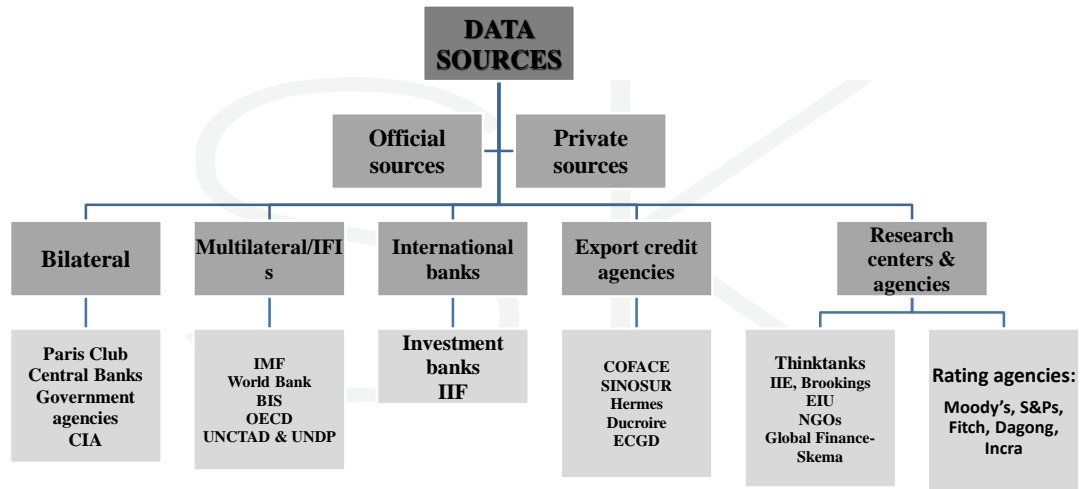 DATA
SOURCES
Official
sources
Private
sources
Bilateral
Multilateral/IFI
s
International
banks
Export credit
agencies
Research
centers &
agencies
Paris Club
Central Banks
Government
agencies
CIA
IMF
World Bank
BIS
OECD
UNCTAD & UNDP
Investment
banks
IIF
COFACE
SINOSUR
Hermes
Ducroire
ECGD
Thinktanks
IIE, Brookings
EIU
NGOs
Global Finance-
Skema
Rating agencies:
Moody’s, S&Ps,
Fitch, Dagong,
Incra